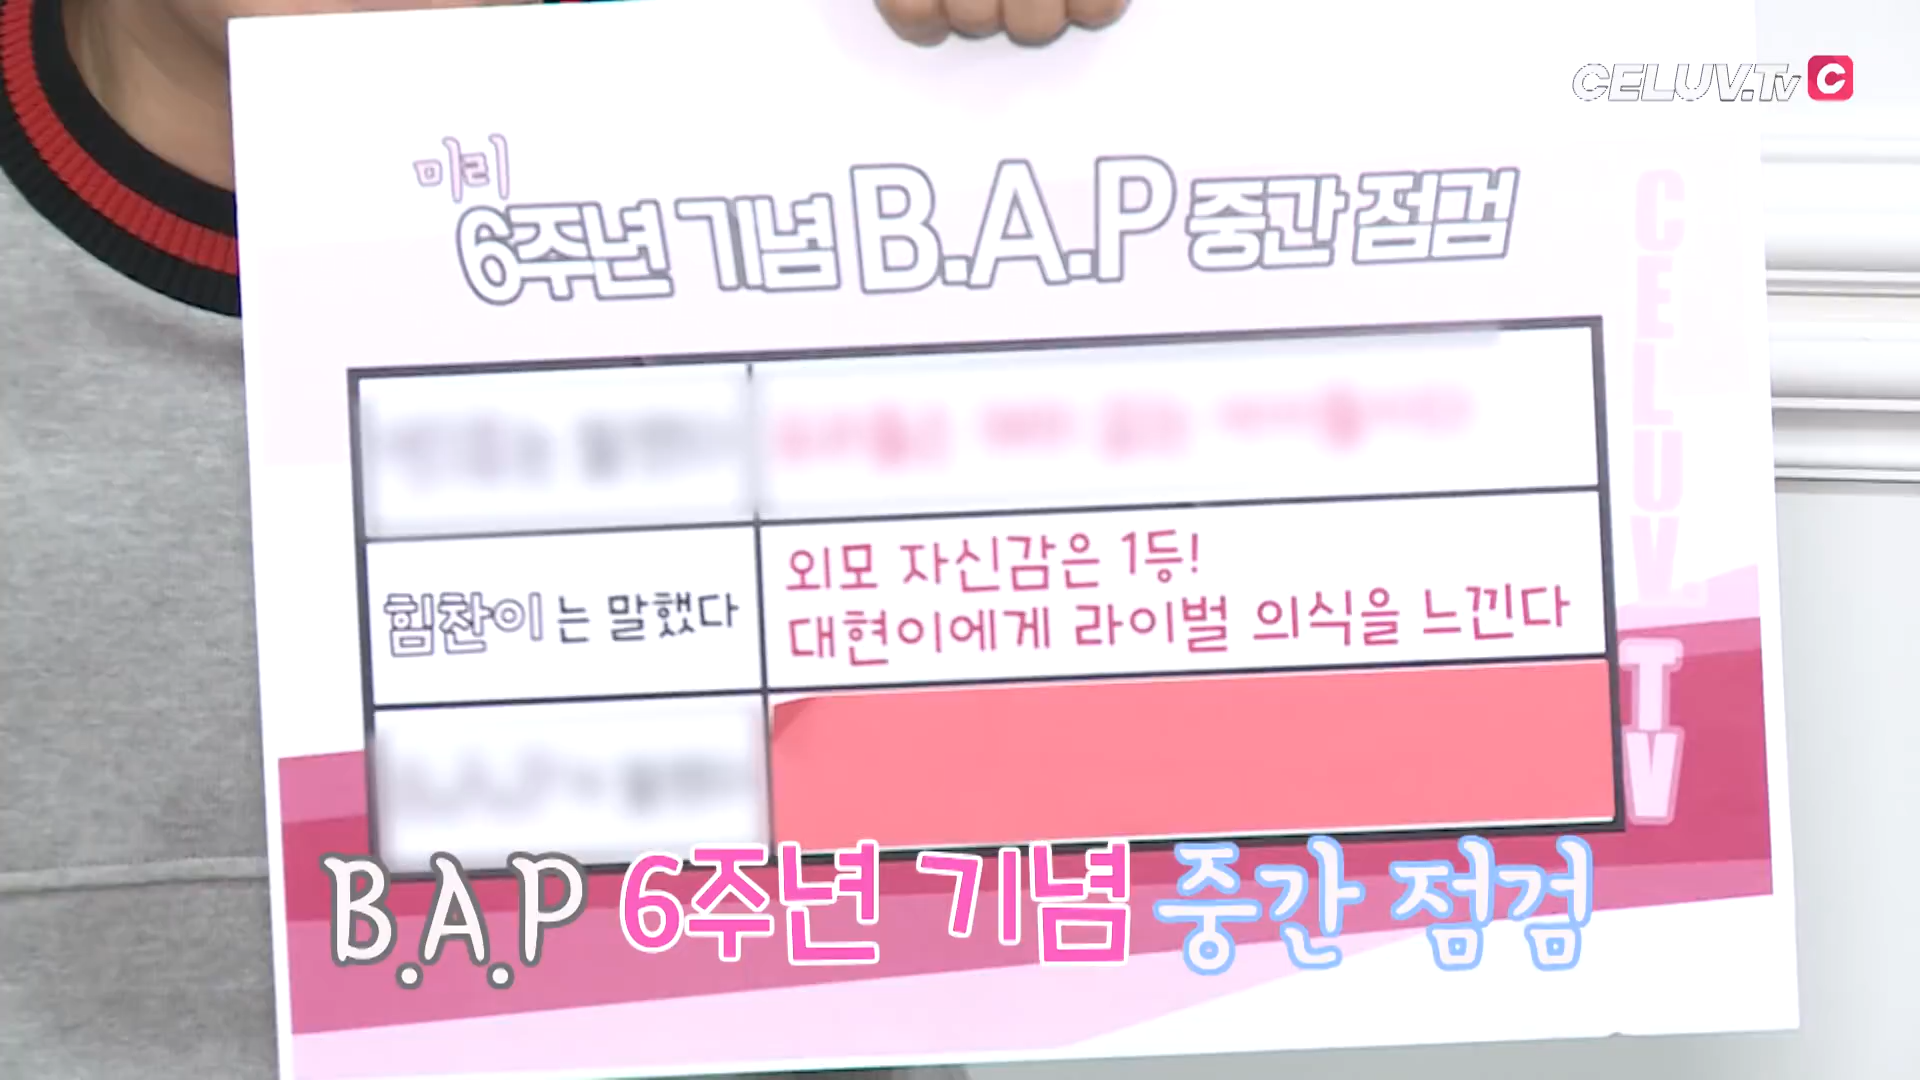 CELUV.TV C
미리
6주년 기념 B.A.P 중간 점검
힘찬이는 말했다
외모 자신감은 1등!
대현이에게 라이벌 의식을 느낀다
CELUV.TV
B.A.P 6주년 기념 중간 점검